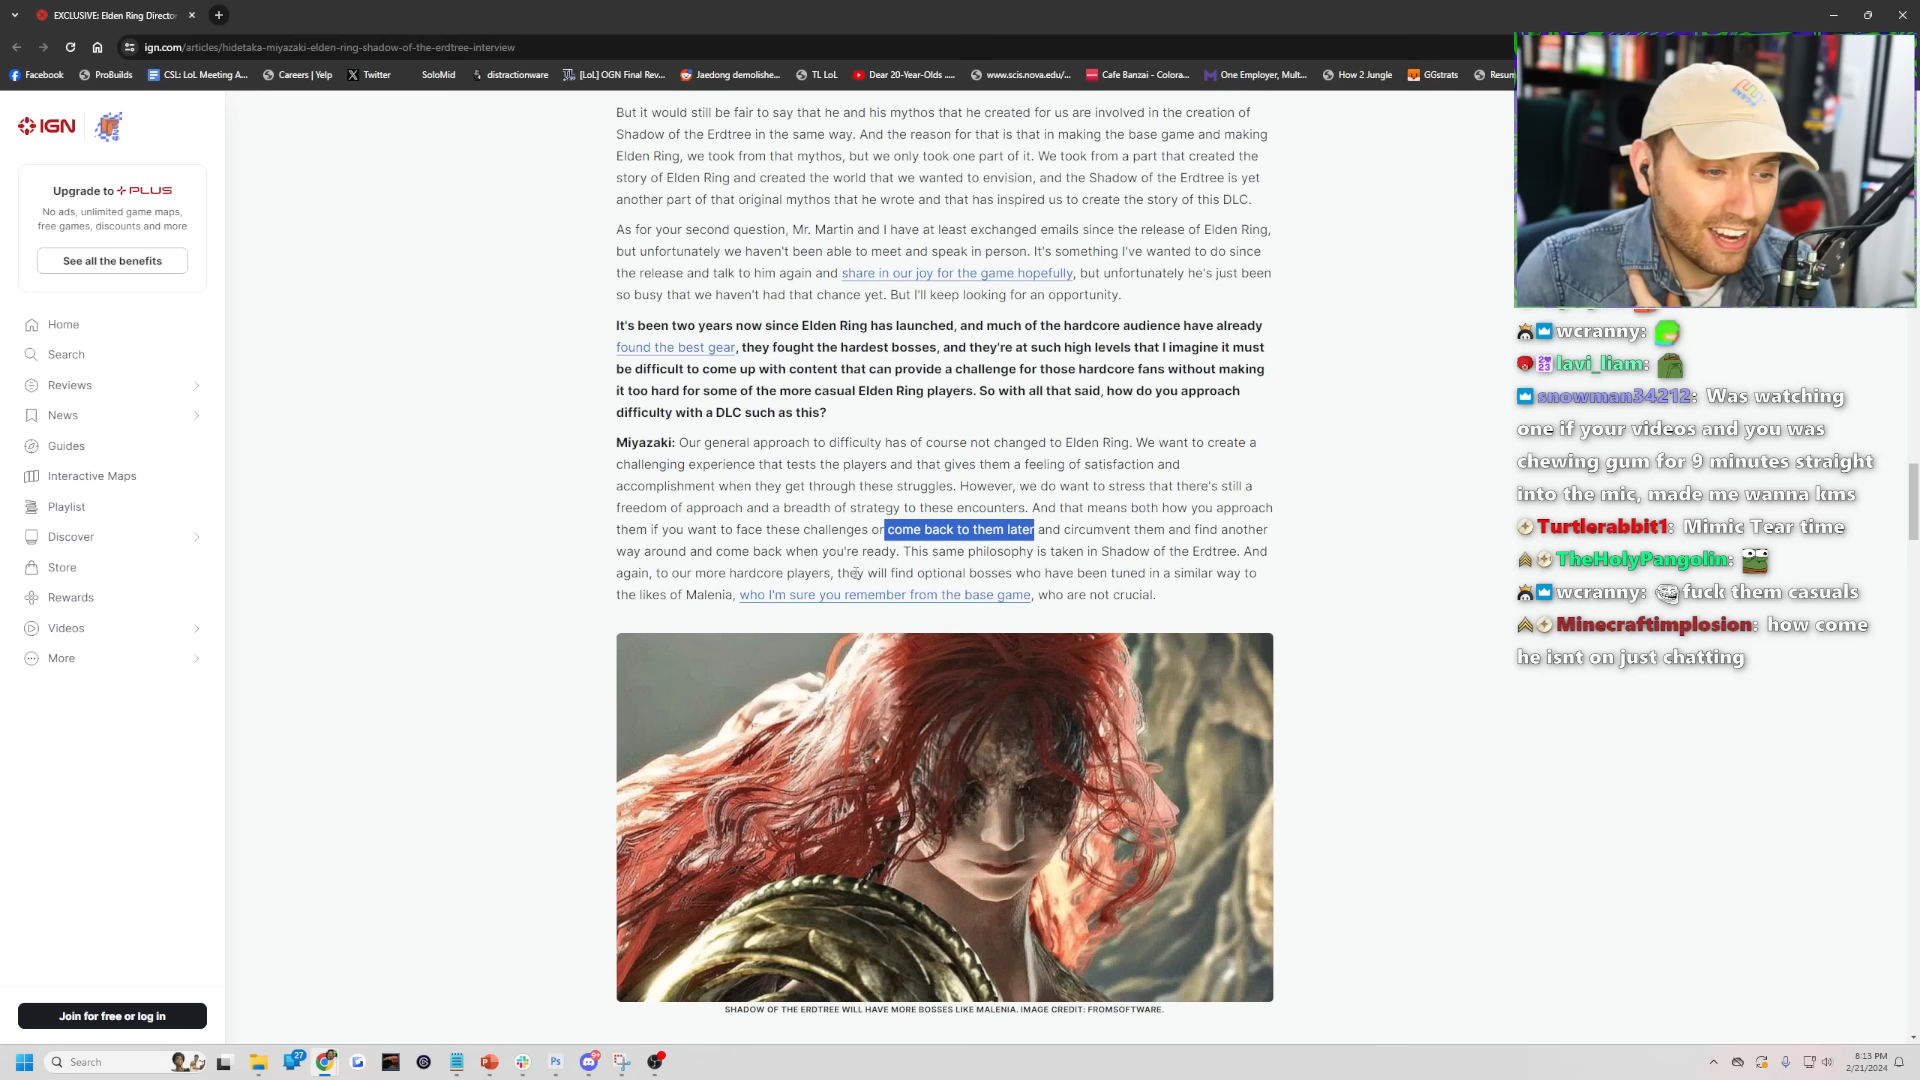 EXCLUSIVE: Elden Ring Director
ign.com/articles/hidetaka-miyazaki-elden-ring-shadow-of-the-erdtree-interview
Facebook
ProBuilds
CSL: LoL Meeting A...
Careers | Yelp
Twitter
SoloMid
distractionware
[LoL] OGN Final Rev...
Jaedong demolishe...
TL LoL
Dear 20-Year-Olds .....
www.scis.nova.edu/...
Cafe Banzai - Colora...
One Employer, Mult...
How 2 Jungle
GGstrats
Resum
IGN
Upgrade to PLUS
No ads, unlimited game maps,
free games, discounts and more
See all the benefits
Home
Search
Reviews
News
Guides
Interactive Maps
Playlist
Discover
Store
Rewards
Videos
More
Join for free or log in
But it would still be fair to say that he and his mythos that he created for us are involved in the creation of
Shadow of the Erdtree in the same way. And the reason for that is that in making the base game and making
Elden Ring, we took from that mythos, but we only took one part of it. We took from a part that created the
story of Elden Ring and created the world that we wanted to envision, and the Shadow of the Erdtree is yet
another part of that original mythos that he wrote and that has inspired us to create the story of this DLC.
As for your second question, Mr. Martin and I have at least exchanged emails since the release of Elden Ring,
but unfortunately we haven't been able to meet and speak in person. It's something I've wanted to do since
the release and talk to him again and share in our joy for the game hopefully, but unfortunately he's just been
so busy that we haven't had that chance yet. But I'll keep looking for an opportunity.
It's been two years now since Elden Ring has launched, and much of the hardcore audience have already
found the best gear, they fought the hardest bosses, and they're at such high levels that I imagine it must
be difficult to come up with content that can provide a challenge for those hardcore fans without making
it too hard for some of the more casual Elden Ring players. So with all that said, how do you approach
difficulty with a DLC such as this?
Miyazaki: Our general approach to difficulty has of course not changed to Elden Ring. We want to create a
challenging experience that tests the players and that gives them a feeling of satisfaction and
accomplishment when they get through these struggles. However, we do want to stress that there's still a
freedom of approach and a breadth of strategy to these encounters. And that means both how you approach
them if you want to face these challenges or come back to them later and circumvent them and find another
way around and come back when you're ready. This same philosophy is taken in Shadow of the Erdtree. And
again, to our more hardcore players, they will find optional bosses who have been tuned in a similar way to
the likes of Malenia, who I'm sure you remember from the base game, who are not crucial.
SHADOW OF THE ERDTREE WILL HAVE MORE BOSSES LIKE MALENIA. IMAGE CREDIT: FROMSOFTWARE.
wcranny:
lavi_liam:
snowman34212: Was watching
one if your videos and you was
chewing gum for 9 minutes straight
into the mic, made me wanna kms
Turtlerabbit1: Mimic Tear time
TheHolyPangolin:
wcranny: fuck them casuals
Minecraftimplosion: how come
he isnt on just chatting
Search
27
8:13 PM
2/21/2024